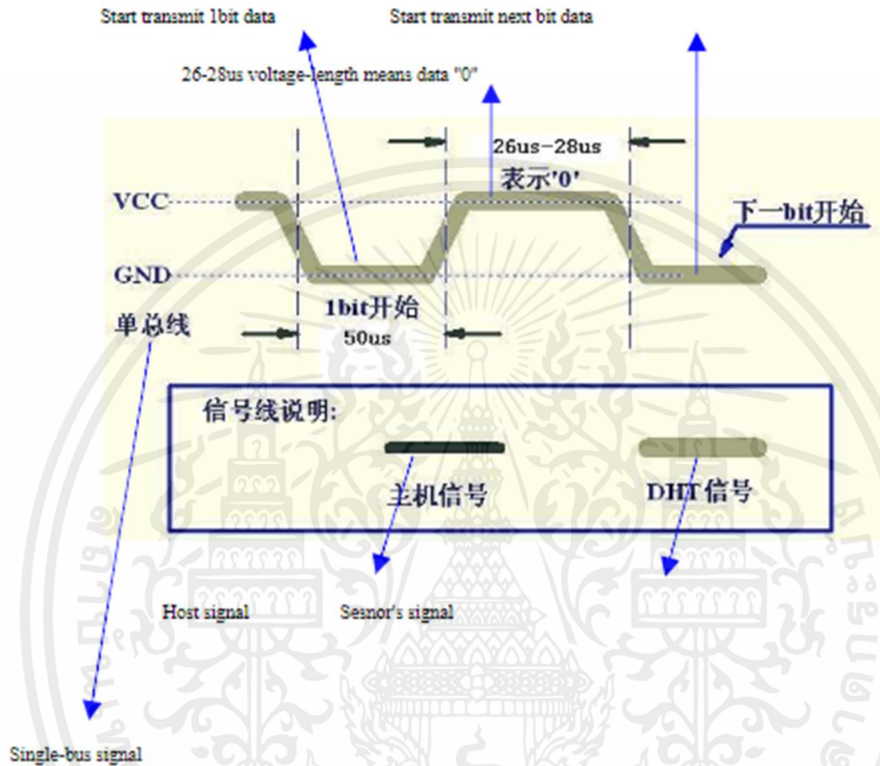 Start transmit 1bit data
Start transmit next bit data
26-28us voltage-length means data "0"
26us-28us
表示'0'
VCC
下一bit开始
GND
1bit开始
50us
单总线
信号线说明:
主机信号
DHT信号
Host signal
Sesnor's signal
Single-bus signal